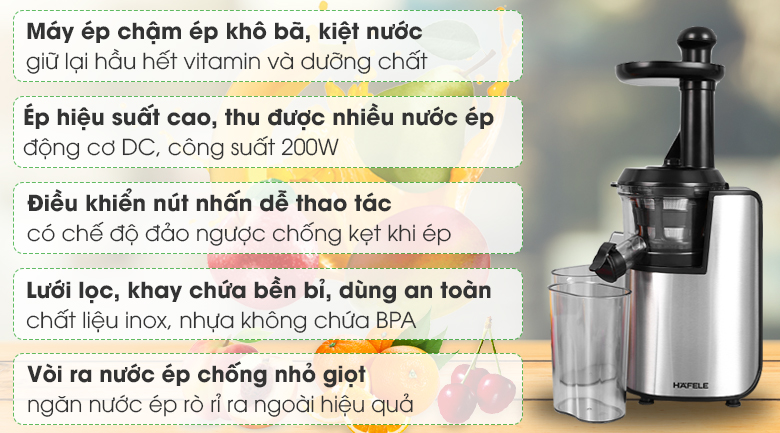 Máy ép chậm ép khô bã, kiệt nước
giữ lại hầu hết vitamin và dưỡng chất
Ép hiệu suất cao, thu được nhiều nước ép
động cơ DC, công suất 200W
Điều khiển nút nhấn dễ thao tác
có chế độ đảo ngược chống kẹt khi ép
Lưới lọc, khay chứa bền bỉ, dùng an toàn
chất liệu inox, nhựa không chứa BPA
Vòi ra nước ép chống nhỏ giọt
ngăn nước ép rò rỉ ra ngoài hiệu quả
HÄFELE